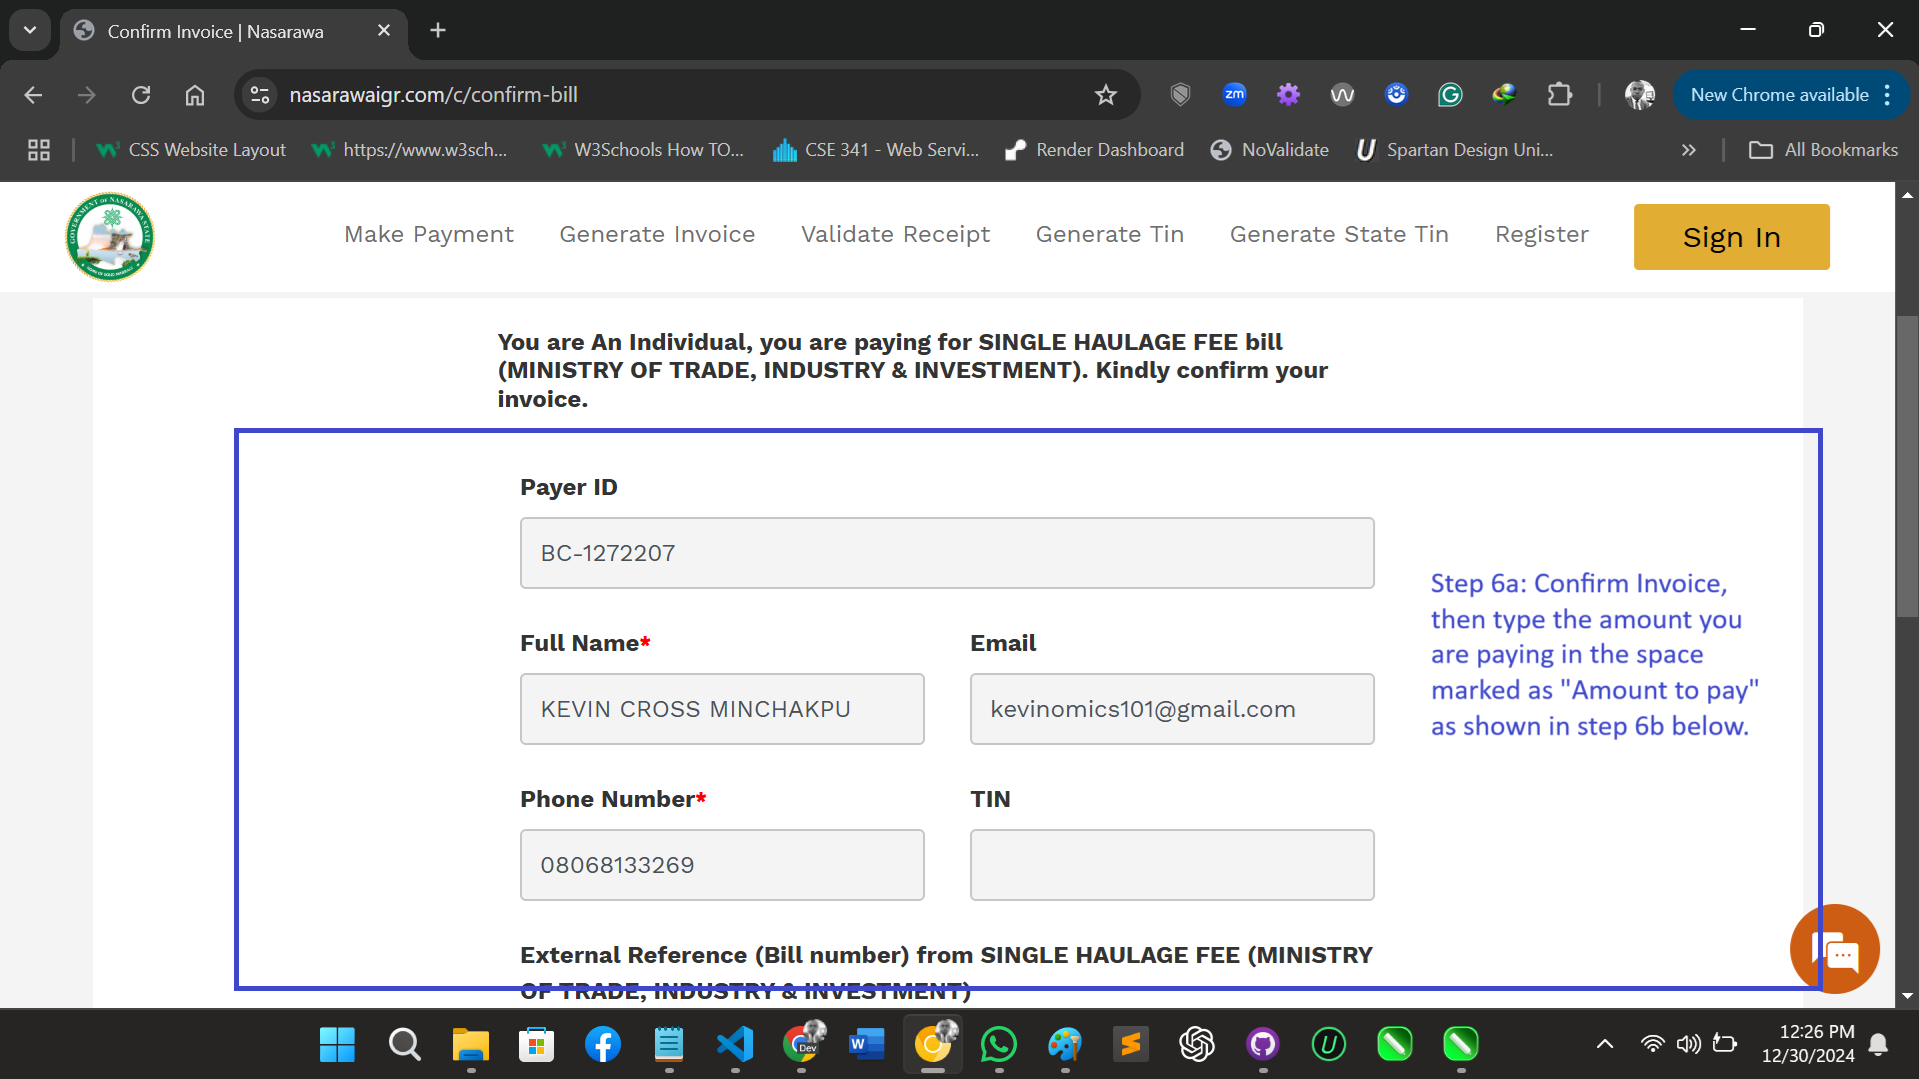 Confirm Invoice | Nasarawa
nasarawaigr.com/c/confirm-bill
New Chrome available
CSS Website Layout
https://www.w3sch...
W3Schools How TO...
CSE 341 - Web Servi...
Render Dashboard
NoValidate
Spartan Design Uni...
All Bookmarks
Make Payment
Generate Invoice
Validate Receipt
Generate Tin
Generate State Tin
Register
Sign In
You are An Individual, you are paying for SINGLE HAULAGE FEE bill
(MINISTRY OF TRADE, INDUSTRY & INVESTMENT). Kindly confirm your
invoice.
Payer ID
BC-1272207
Full Name*
KEVIN CROSS MINCHAKPU
Email
kevinomics101@gmail.com
Phone Number*
08068133269
TIN
Step 6a: Confirm Invoice,
then type the amount you
are paying in the space
marked as "Amount to pay"
as shown in step 6b below.
External Reference (Bill number) from SINGLE HAULAGE FEE (MINISTRY
OF TRADE, INDUSTRY & INVESTMENT)
12:26 PM
12/30/2024